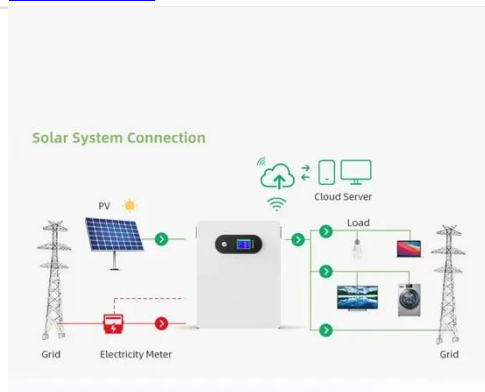 Solar System Connection
Cloud Server
PV
Load
Grid
Electricity Meter
Grid